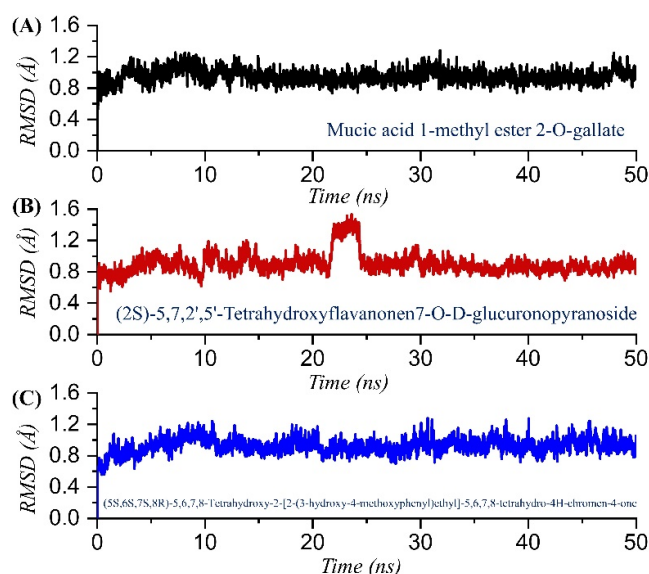 (A)
RMSD (Å)
1.6
1.2
0.8
0.4
0.0
Mucic acid 1-methyl ester 2-O-gallate
0 10 20 30 40 50
Time (ns)
(B)
RMSD (Å)
1.6
1.2
0.8
0.4
0.0
(2S)-5,7,2',5'-Tetrahydroxyflavanonen7-O-D-glucuronopyranoside
0 10 20 30 40 50
Time (ns)
(C)
RMSD (Å)
1.6
1.2
0.8
0.4
0.0
(5S,6S,7S,8R)-5,6,7,8-Tetrahydroxy-2-[2-(3-hydroxy-4-methoxyphenyl)ethyl]-5,6,7,8-tetrahydro-4H-chromen-4-one
0 10 20 30 40 50
Time (ns)